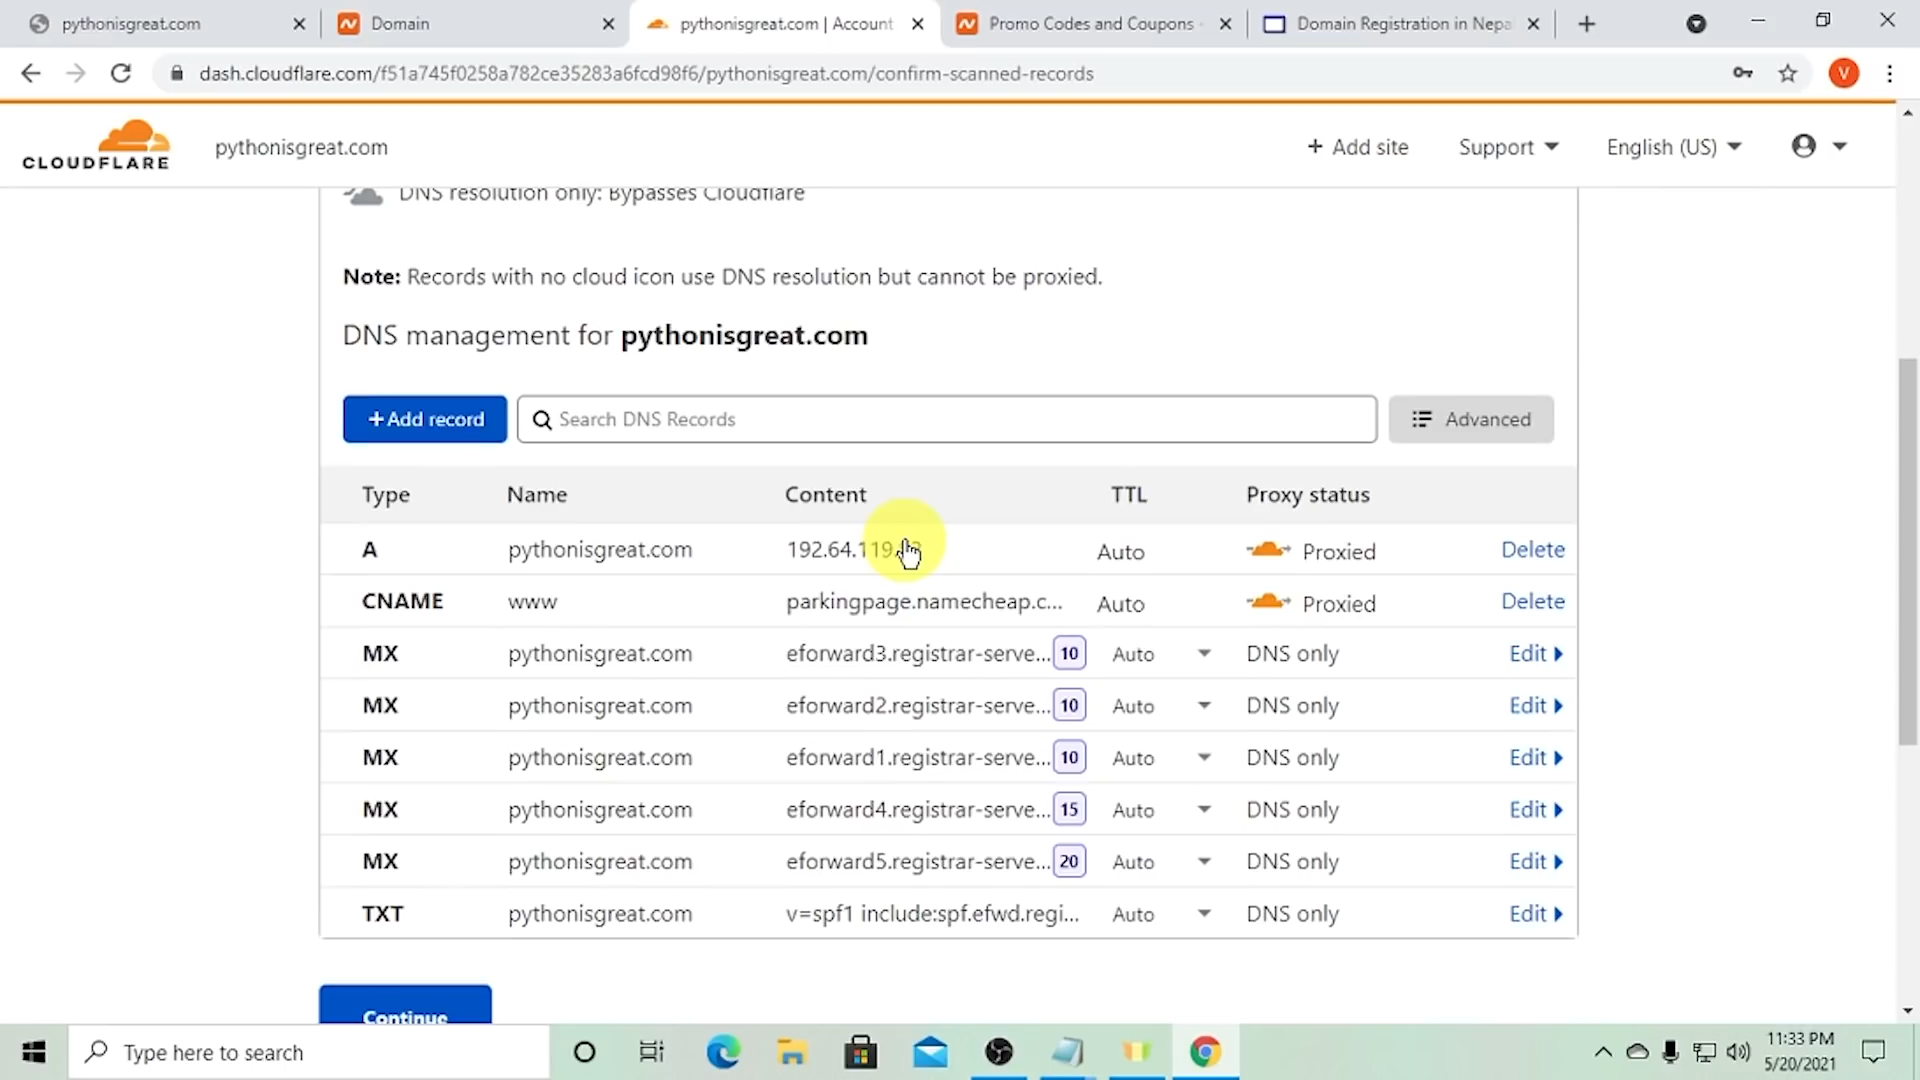 pythonisgreat.com
Domain
pythonisgreat.com | Account
Promo Codes and Coupons -
Domain Registration in Nepa
dash.cloudflare.com/f51a745f0258a782ce35283a6fcd98f6/pythonisgreat.com/confirm-scanned-records
V
CLOUDFLARE
pythonisgreat.com
+ Add site
Support
English (US)
DNS resolution only: Bypasses Cloudflare
Note: Records with no cloud icon use DNS resolution but cannot be proxied.
DNS management for pythonisgreat.com
+Add record
Search DNS Records
Advanced
Type Name Content TTL Proxy status
A pythonisgreat.com 192.64.119. Auto Proxied Delete
CNAME www parkingpage.namecheap.c... Auto Proxied Delete
MX pythonisgreat.com eforward3.registrar-serve... 10 Auto DNS only Edit
MX pythonisgreat.com eforward2.registrar-serve... 10 Auto DNS only Edit
MX pythonisgreat.com eforward1.registrar-serve... 10 Auto DNS only Edit
MX pythonisgreat.com eforward4.registrar-serve... 15 Auto DNS only Edit
MX pythonisgreat.com eforward5.registrar-serve... 20 Auto DNS only Edit
TXT pythonisgreat.com v=spf1 include:spf.efwd.regi... Auto DNS only Edit
Continue
Type here to search
11:33 PM
5/20/2021